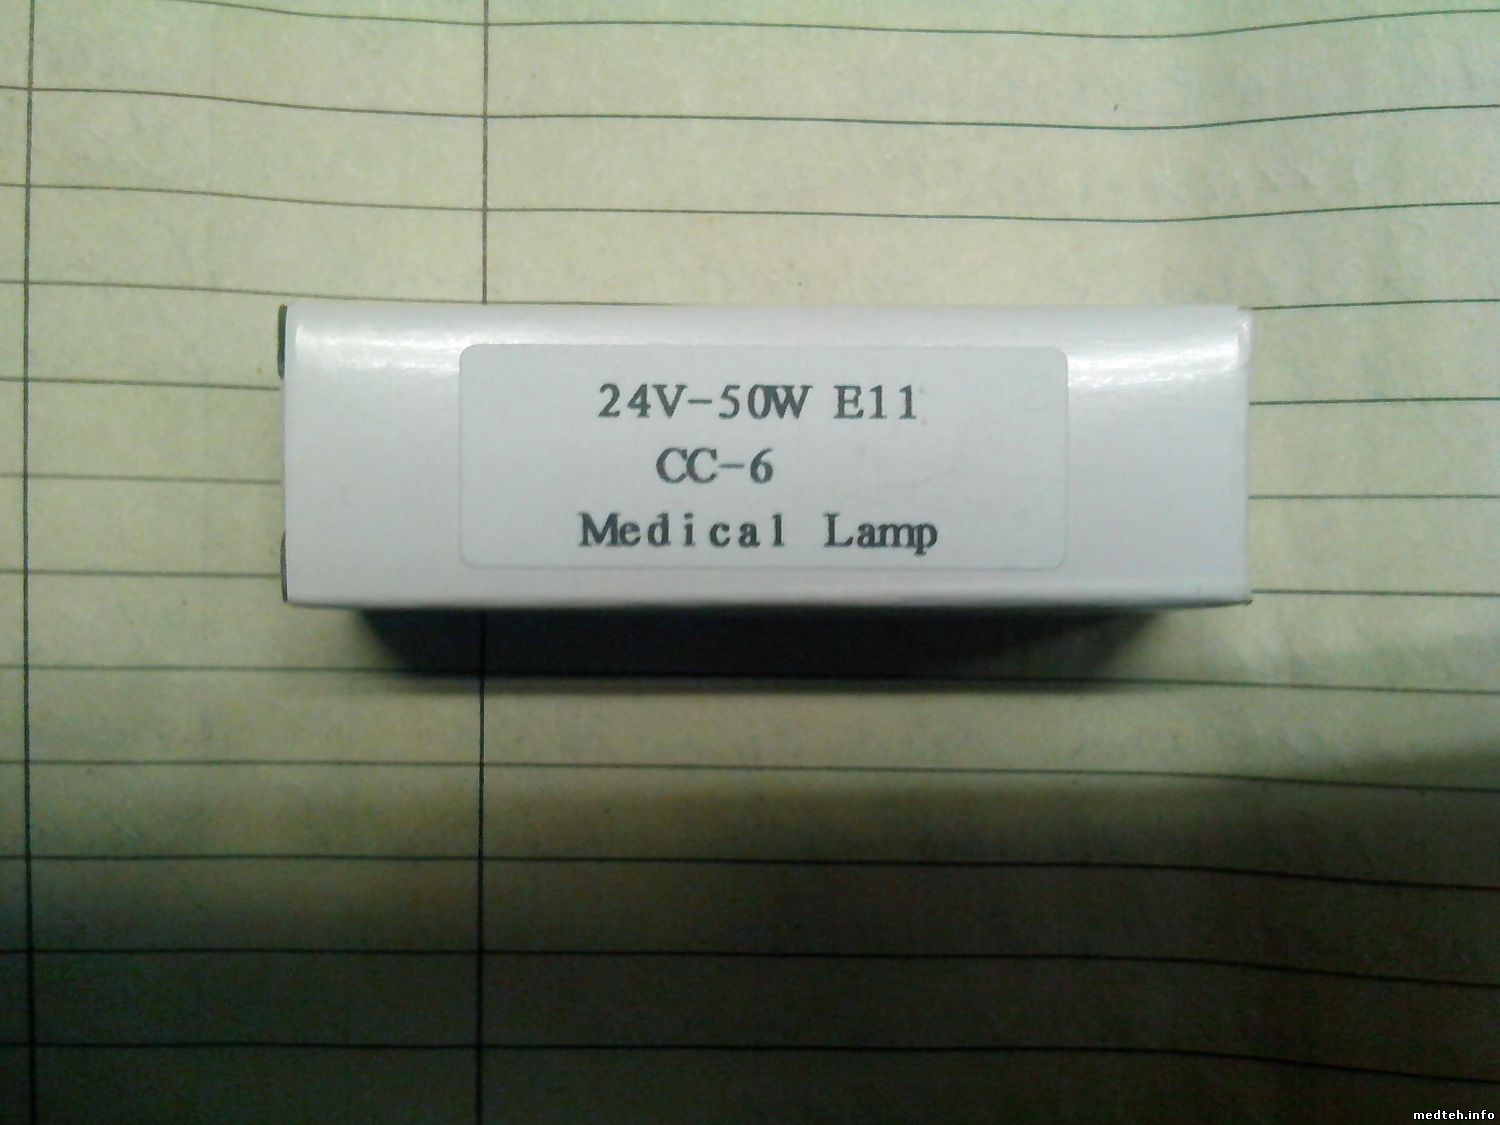 24V-50W E11
CC-6
Medical Lamp
medteh.info